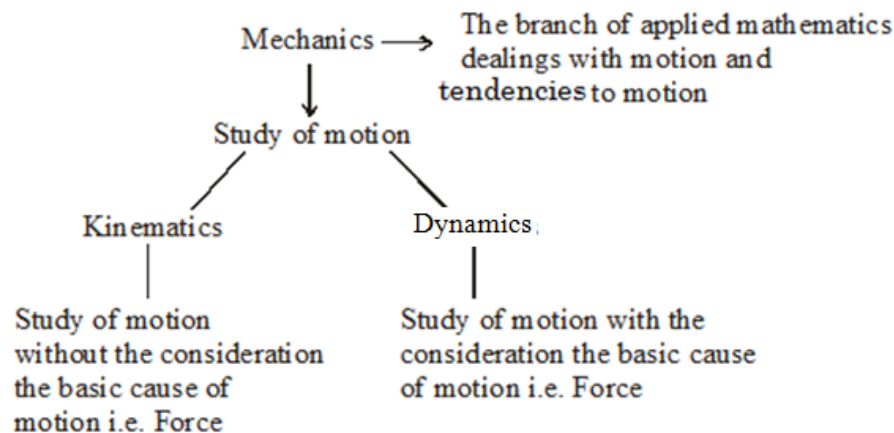 Mechanics
The branch of applied mathematics
dealings with motion and
tendencies to motion
Study of motion
Kinematics
Dynamics
Study of motion
without the consideration
the basic cause of
motion i.e. Force
Study of motion with the
consideration the basic cause
of motion i.e. Force